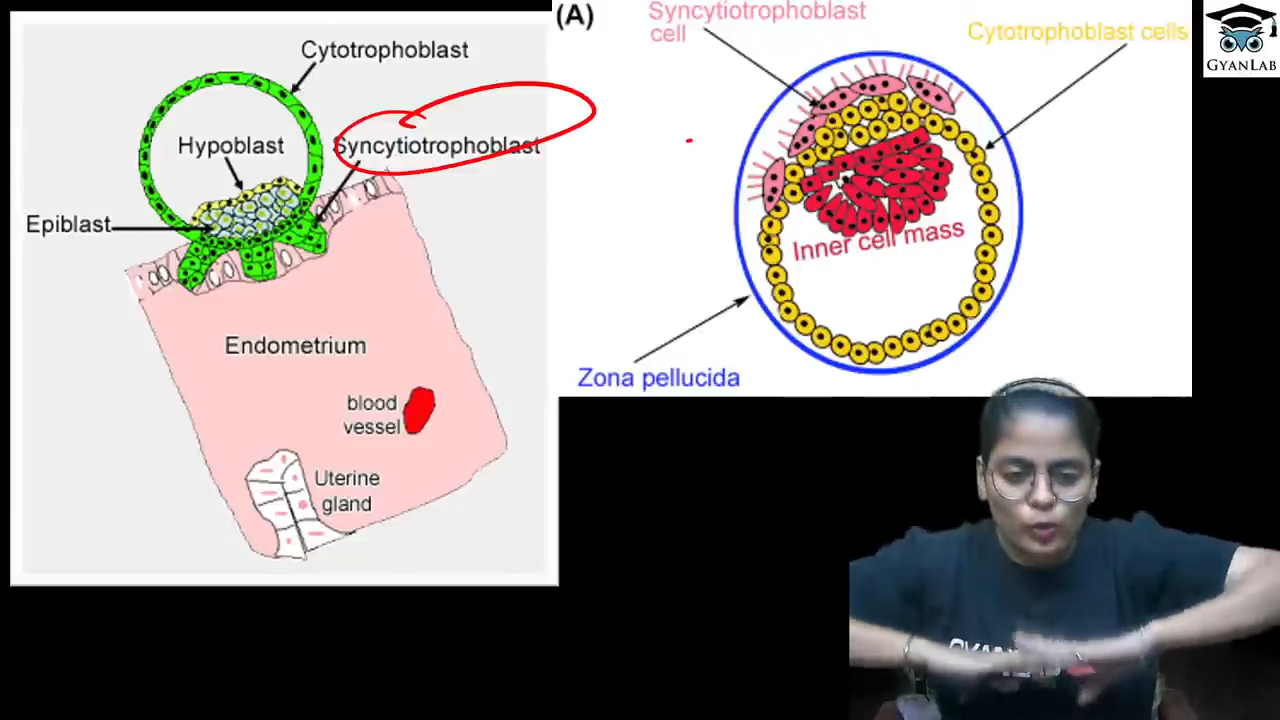 Cytotrophoblast
Hypoblast
Syncytiotrophoblast
Epiblast
Endometrium
blood
vessel
Uterine
gland
(A)
Syncytiotrophoblast
cell
Cytotrophoblast cells
Inner cell mass
Zona pellucida
GYANLAB